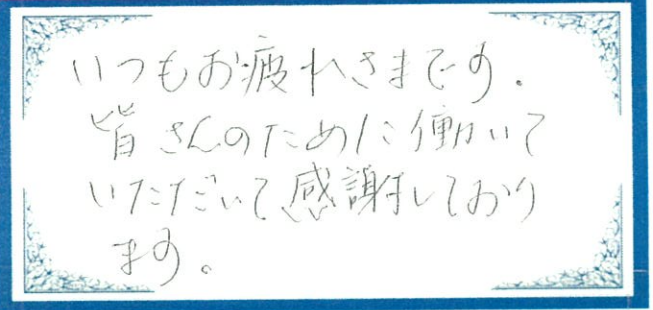 いつもお疲れさまです.
皆さんのために働いて
いただいて感謝しており
ます。